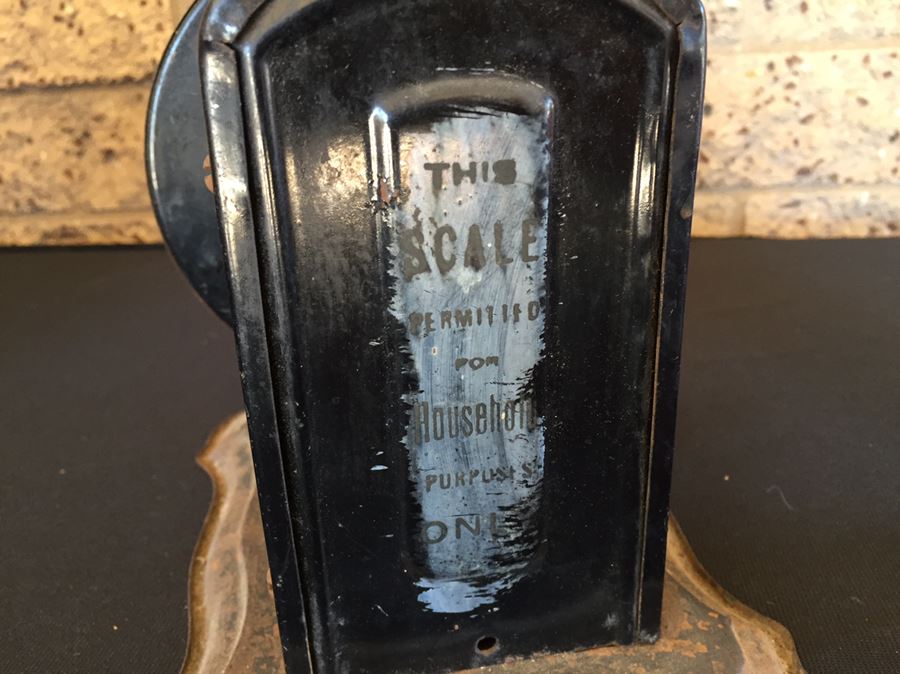 THIS
SCALE
PERMITTED
FOR
Household
PURPOSES
ONLY